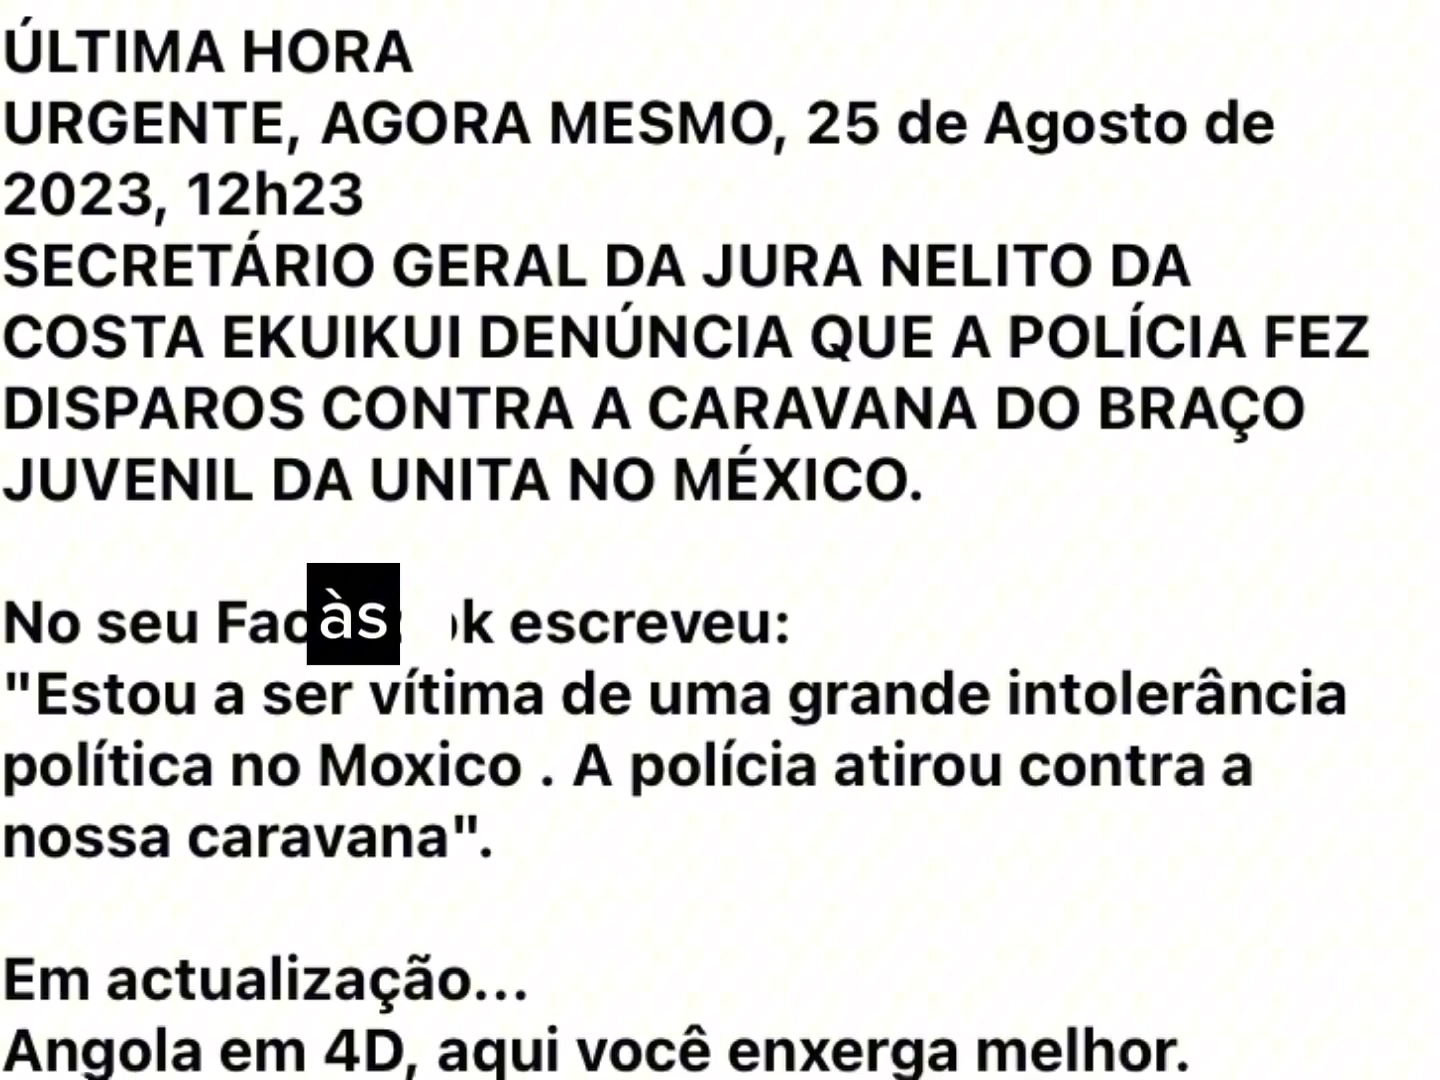 ÚLTIMA HORA
URGENTE, AGORA MESMO, 25 de Agosto de
2023, 12h23
SECRETÁRIO GERAL DA JURA NELITO DA
COSTA EKUIKUI DENÚNCIA QUE A POLÍCIA FEZ
DISPAROS CONTRA A CARAVANA DO BRAÇO
JUVENIL DA UNITA NO MÉXICO.
No seu escreveu:
às
"Estou a ser vítima de uma grande intolerância
política no Moxico . A polícia atirou contra a
nossa caravana".
Em actualização...
Angola em 4D, aqui você enxerga melhor.